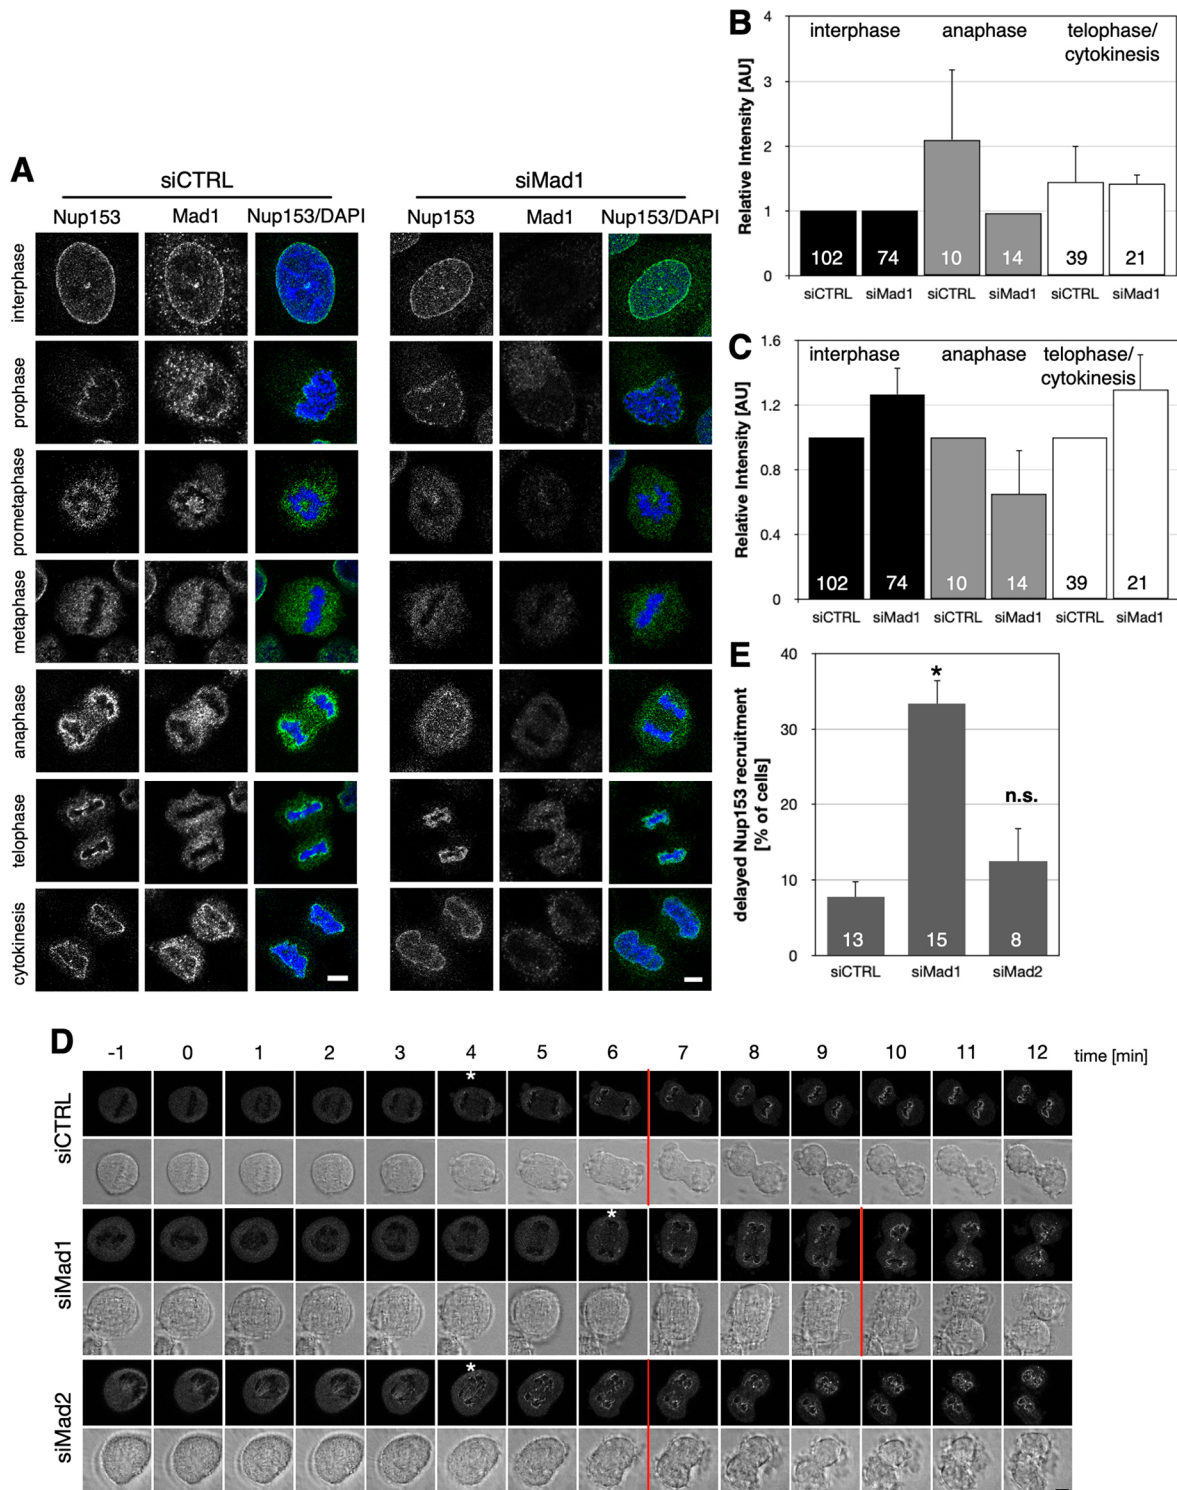 A
siCTRL
siMad1
Nup153 Mad1 Nup153/DAPI
Nup153 Mad1 Nup153/DAPI
interphase
prophase
prometaphase
metaphase
anaphase
telophase
cytokinesis
B
Relative Intensity [AU]
4
3
2
1
0
interphase
anaphase
telophase/
cytokinesis
102 74 10 14 39 21
siCTRL siMad1 siCTRL siMad1 siCTRL siMad1
C
Relative Intensity [AU]
1.6
1.2
0.8
0.4
0
interphase
anaphase
telophase/
cytokinesis
102 74 10 14 39 21
siCTRL siMad1 siCTRL siMad1 siCTRL siMad1
E
delayed Nup153 recruitment
[% of cells]
40
30
20
10
0
*
n.s.
13 15 8
siCTRL siMad1 siMad2
D
-1 0 1 2 3 4 5 6 7 8 9 10 11 12 time [min]
*
siCTRL
*
siMad1
*
siMad2